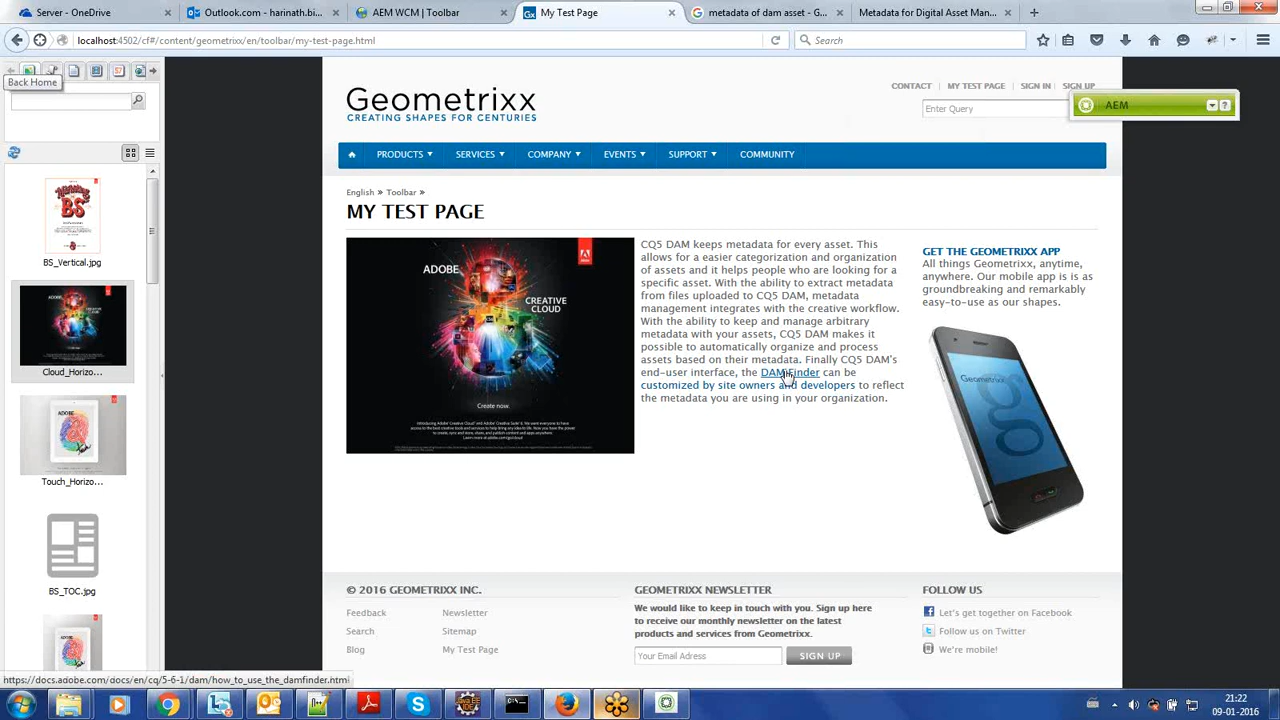 Server - OneDrive
Outlook.com - harinath.bi...
AEM WCM | Toolbar
My Test Page
metadata of dam asset - G...
Metadata for Digital Asset Man...
localhost:4502/cf#/content/geometrixx/en/toolbar/my-test-page.html
Search
Back Home
BS_Vertical.jpg
Cloud_Horizo...
Touch_Horizo...
BS_TOC.jpg
Geometrixx
CREATING SHAPES FOR CENTURIES
CONTACT | MY TEST PAGE | SIGN IN | SIGN UP
Enter Query
AEM
PRODUCTS SERVICES COMPANY EVENTS SUPPORT COMMUNITY
English » Toolbar »
MY TEST PAGE
ADOBE
CREATIVE
CLOUD
Create now.
CQ5 DAM keeps metadata for every asset. This
allows for a easier categorization and organization
of assets and it helps people who are looking for a
specific asset. With the ability to extract metadata
from files uploaded to CQ5 DAM, metadata
management integrates with the creative workflow.
With the ability to keep and manage arbitrary
metadata with your assets, CQ5 DAM makes it
possible to automatically organize and process
assets based on their metadata. Finally CQ5 DAM's
end-user interface, the DAM Finder can be
customized by site owners and developers to reflect
the metadata you are using in your organization.
GET THE GEOMETRIXX APP
All things Geometrixx, anytime,
anywhere. Our mobile app is is as
groundbreaking and remarkably
easy-to-use as our shapes.
Geometrixx
© 2016 GEOMETRIXX INC.
Feedback
Newsletter
Search
Sitemap
Blog
My Test Page
GEOMETRIXX NEWSLETTER
We would like to keep in touch with you. Sign up here
to receive our monthly newsletter on the latest
products and services from Geometrixx.
Your Email Adress
SIGN UP
FOLLOW US
Let's get together on Facebook
Follow us on Twitter
We're mobile!
https://docs.adobe.com/docs/en/cq/5-6-1/dam/how_to_use_the_damfinder.html
21:22
09-01-2016